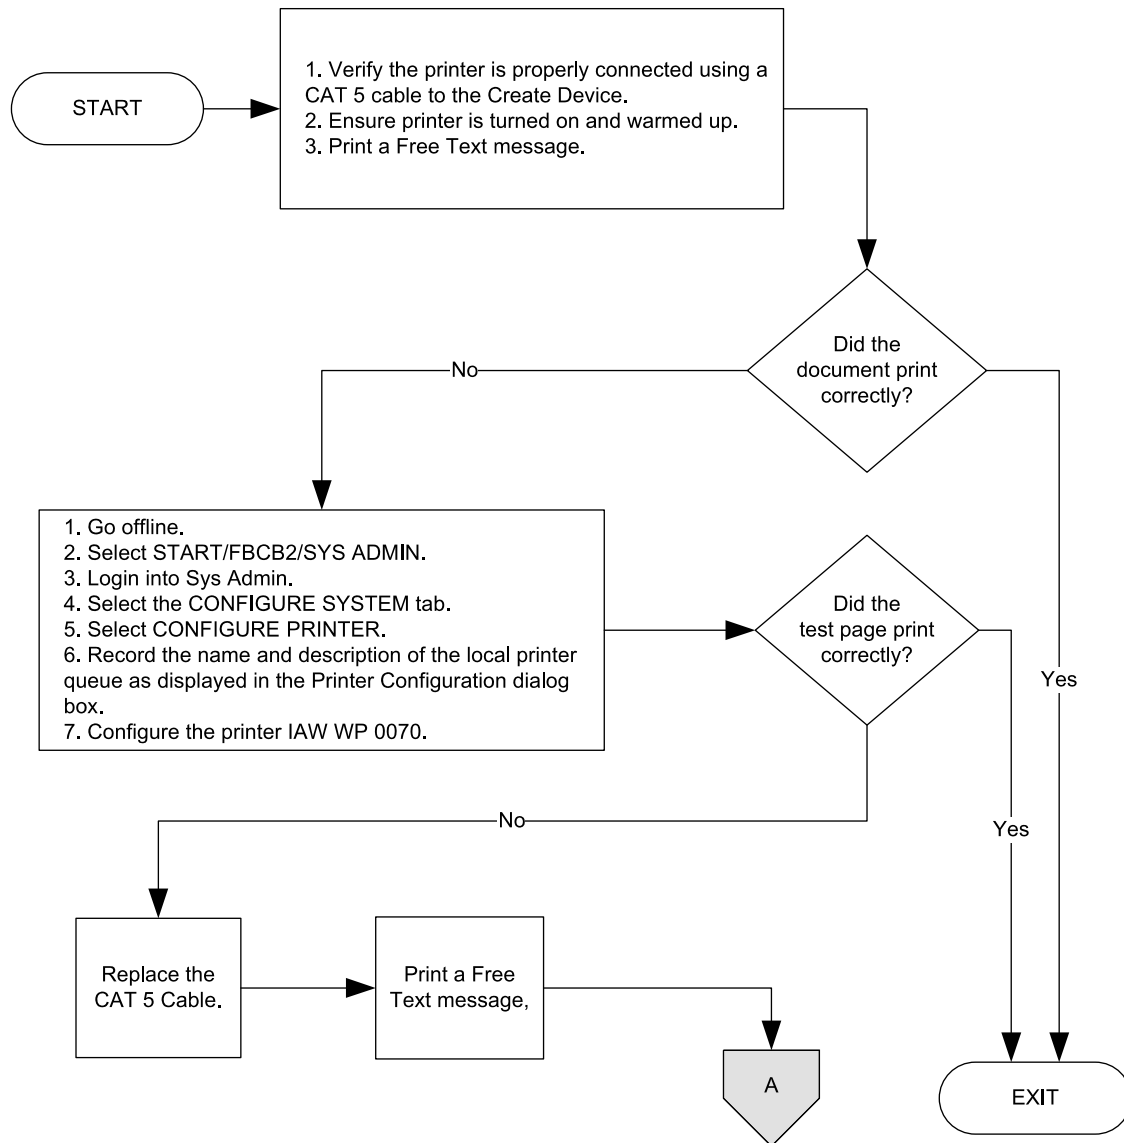 START
1. Verify the printer is properly connected using a
CAT 5 cable to the Create Device.
2. Ensure printer is turned on and warmed up.
3. Print a Free Text message.
Did the
document print
correctly?
No
Yes
1. Go offline.
2. Select START/FBCB2/SYS ADMIN.
3. Login into Sys Admin.
4. Select the CONFIGURE SYSTEM tab.
5. Select CONFIGURE PRINTER.
6. Record the name and description of the local printer
queue as displayed in the Printer Configuration dialog
box.
7. Configure the printer IAW WP 0070.
Did the
test page print
correctly?
No
Yes
Replace the
CAT 5 Cable.
Print a Free
Text message,
A
EXIT